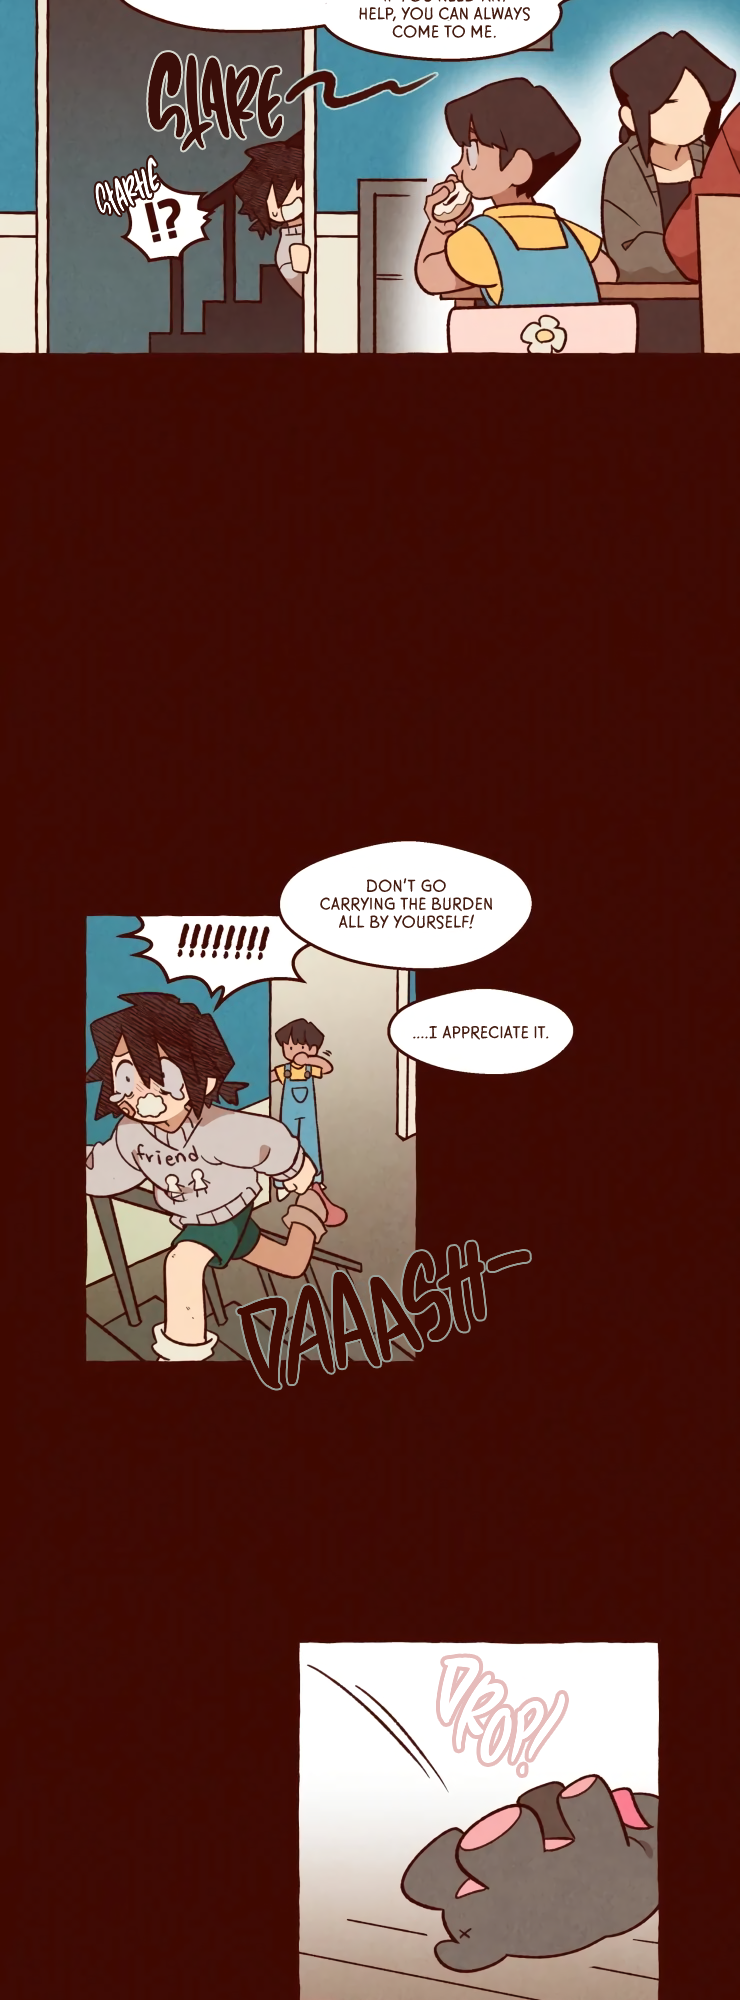 HELP, YOU CAN ALWAYS
COME TO ME.
STARE
STARTLE
!?
DON'T GO
CARRYING THE BURDEN
ALL BY YOURSELF!
!!!!!!!!!
....I APPRECIATE IT.
friend
DAAASH-
DROP!